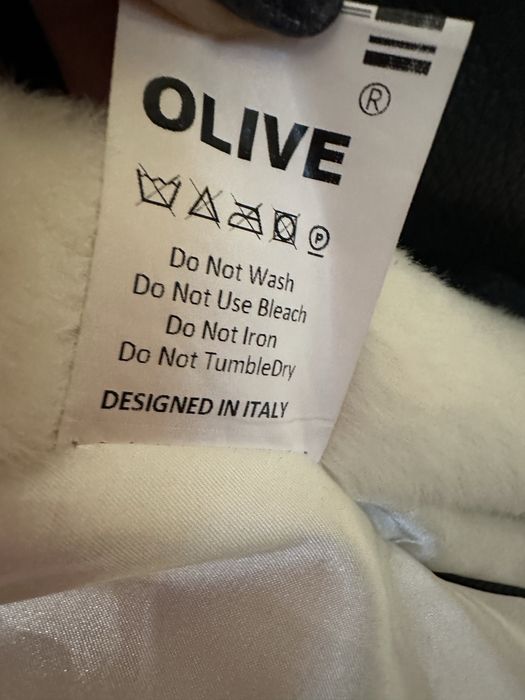 OLIVE
®
P
Do Not Wash
Do Not Use Bleach
Do Not Iron
Do Not TumbleDry
DESIGNED IN ITALY